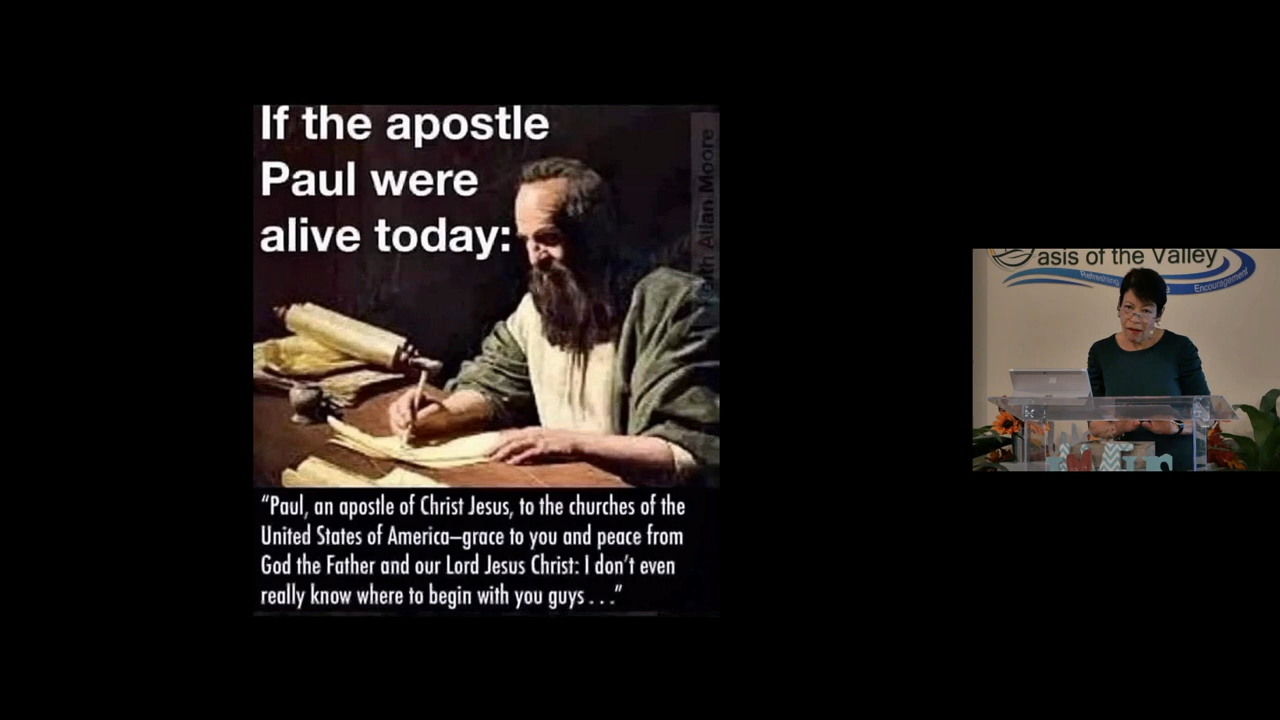 If the apostle
Paul were
alive today:
Allan Moore
“Paul, an apostle of Christ Jesus, to the churches of the
United States of America—grace to you and peace from
God the Father and our Lord Jesus Christ: I don’t even
really know where to begin with you guys . . .”
asis of the Valley
Encouragement